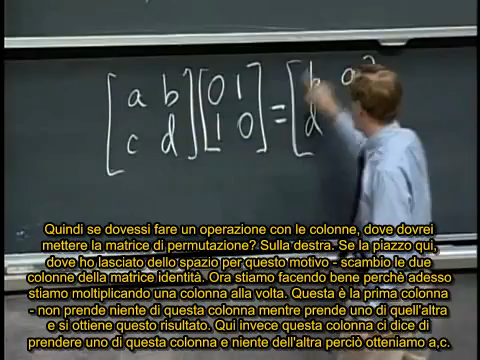 [a b] [0 1] = [b a
[c d] [1 0] [d
Quindi se dovessi fare un operazione con le colonne, dove dovrei
mettere la matrice di permutazione? Sulla destra. Se la piazzo qui,
dove ho lasciato dello spazio per questo motivo - scambio le due
colonne della matrice identità. Ora stiamo facendo bene perchè adesso
stiamo moltiplicando una colonna alla volta. Questa è la prima colonna
- non prende niente di questa colonna mentre prende uno di quell'altra
e si ottiene questo risultato. Qui invece questa colonna ci dice di
prendere uno di questa colonna e niente dell'altra perciò otteniamo a,c.